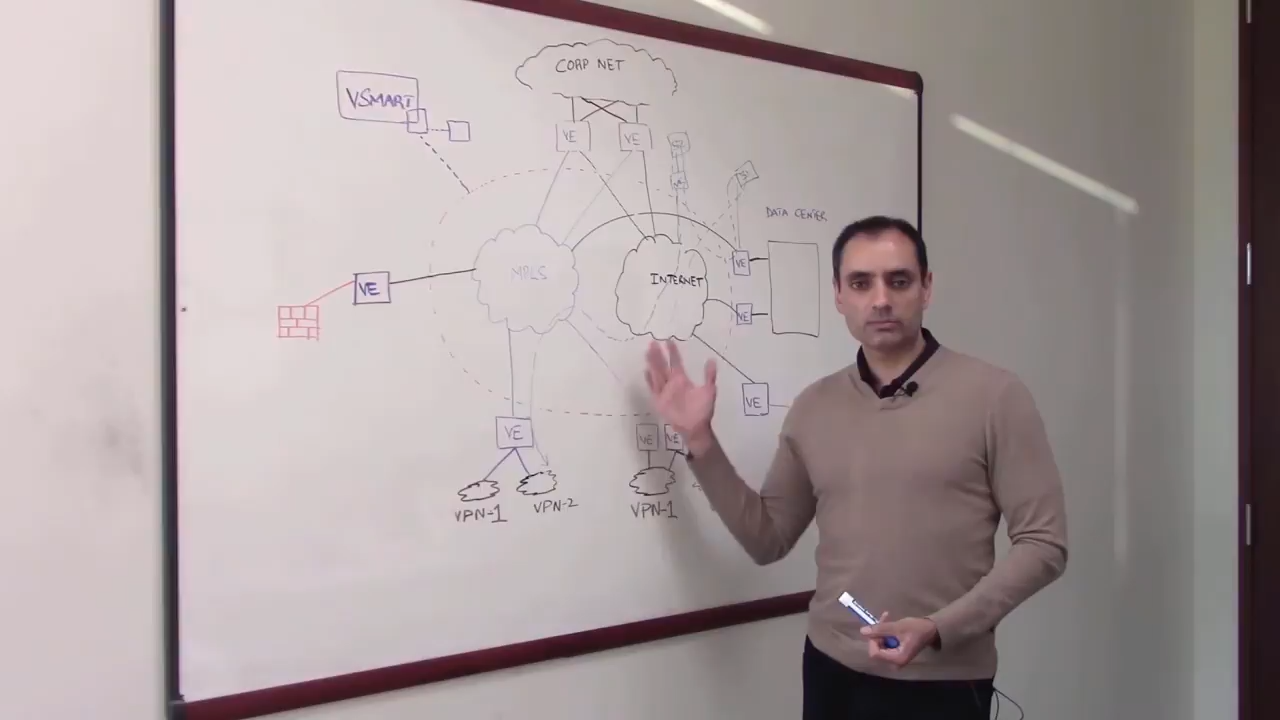 CORP NET
VSMART
VE
VE
S1
DATA CENTER
MPLS
INTERNET
VE
VE
VE
VE
VE
VE
VE
VPN-1
VPN-2
VPN-1